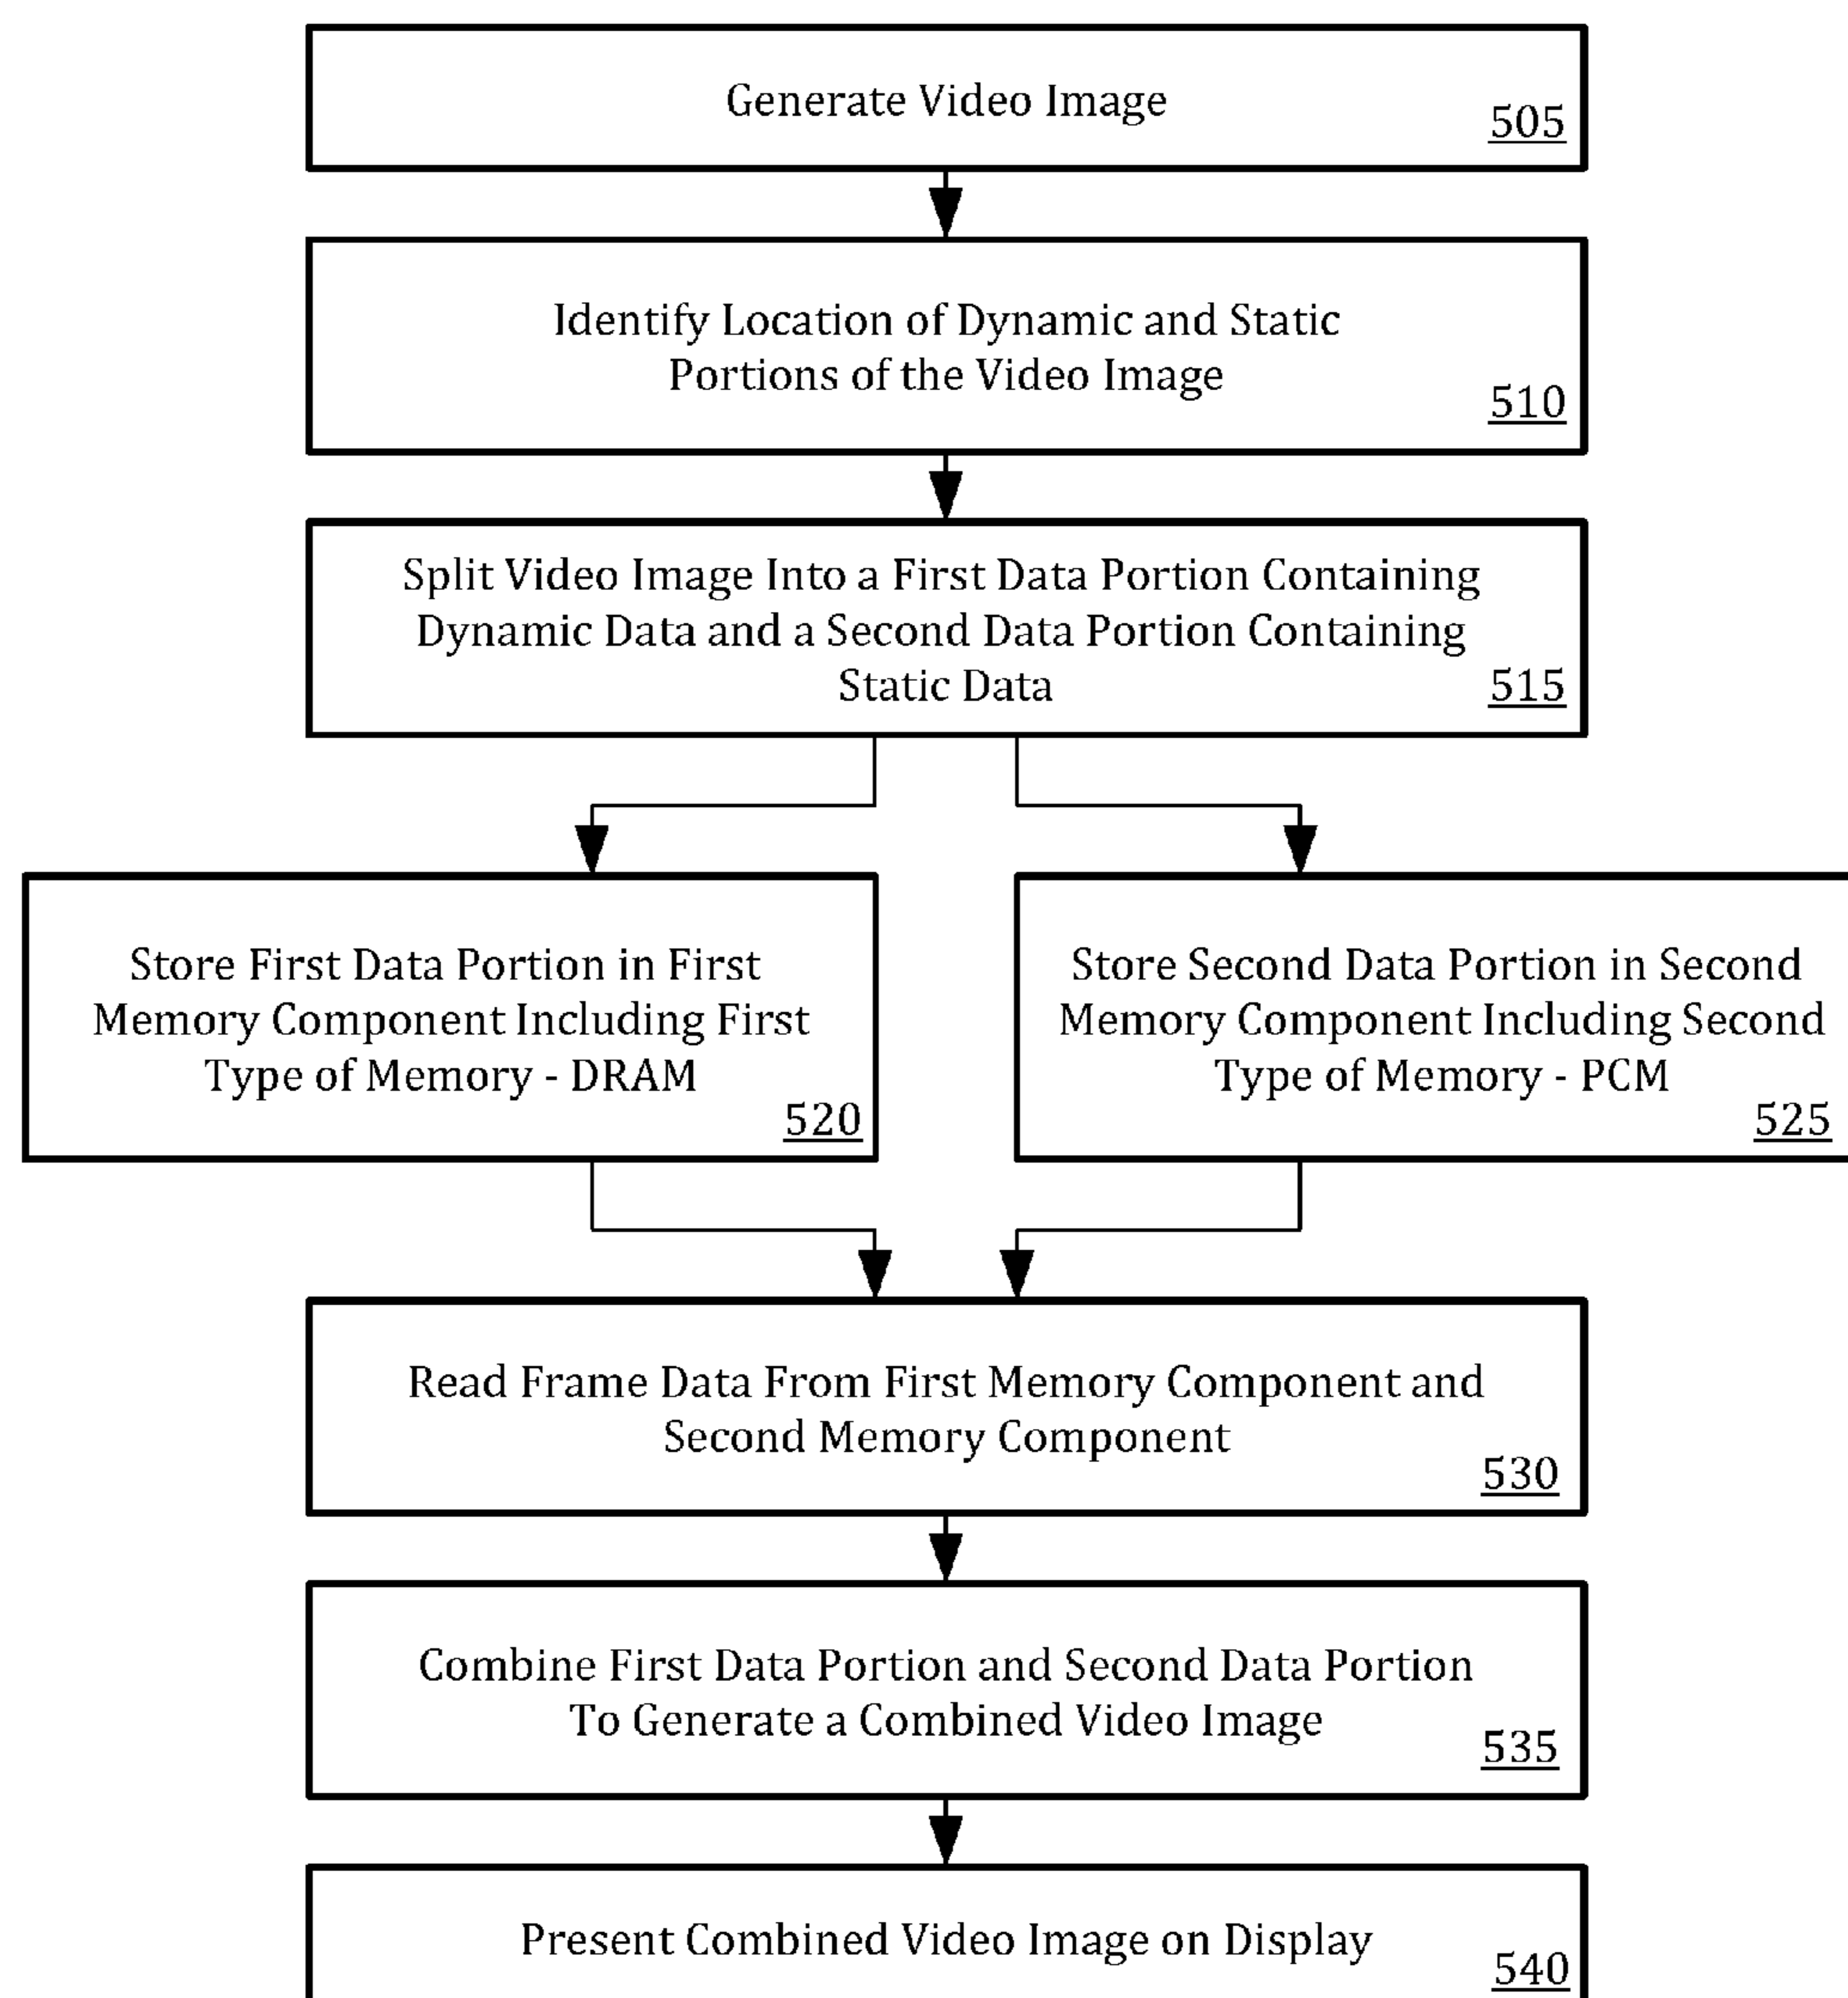 Generate Video Image
505
Identify Location of Dynamic and Static
Portions of the Video Image
510
Split Video Image Into a First Data Portion Containing
Dynamic Data and a Second Data Portion Containing
Static Data
515
Store First Data Portion in First
Memory Component Including First
Type of Memory - DRAM
520
Store Second Data Portion in Second
Memory Component Including Second
Type of Memory - PCM
525
Read Frame Data From First Memory Component and
Second Memory Component
530
Combine First Data Portion and Second Data Portion
To Generate a Combined Video Image
535
Present Combined Video Image on Display
540